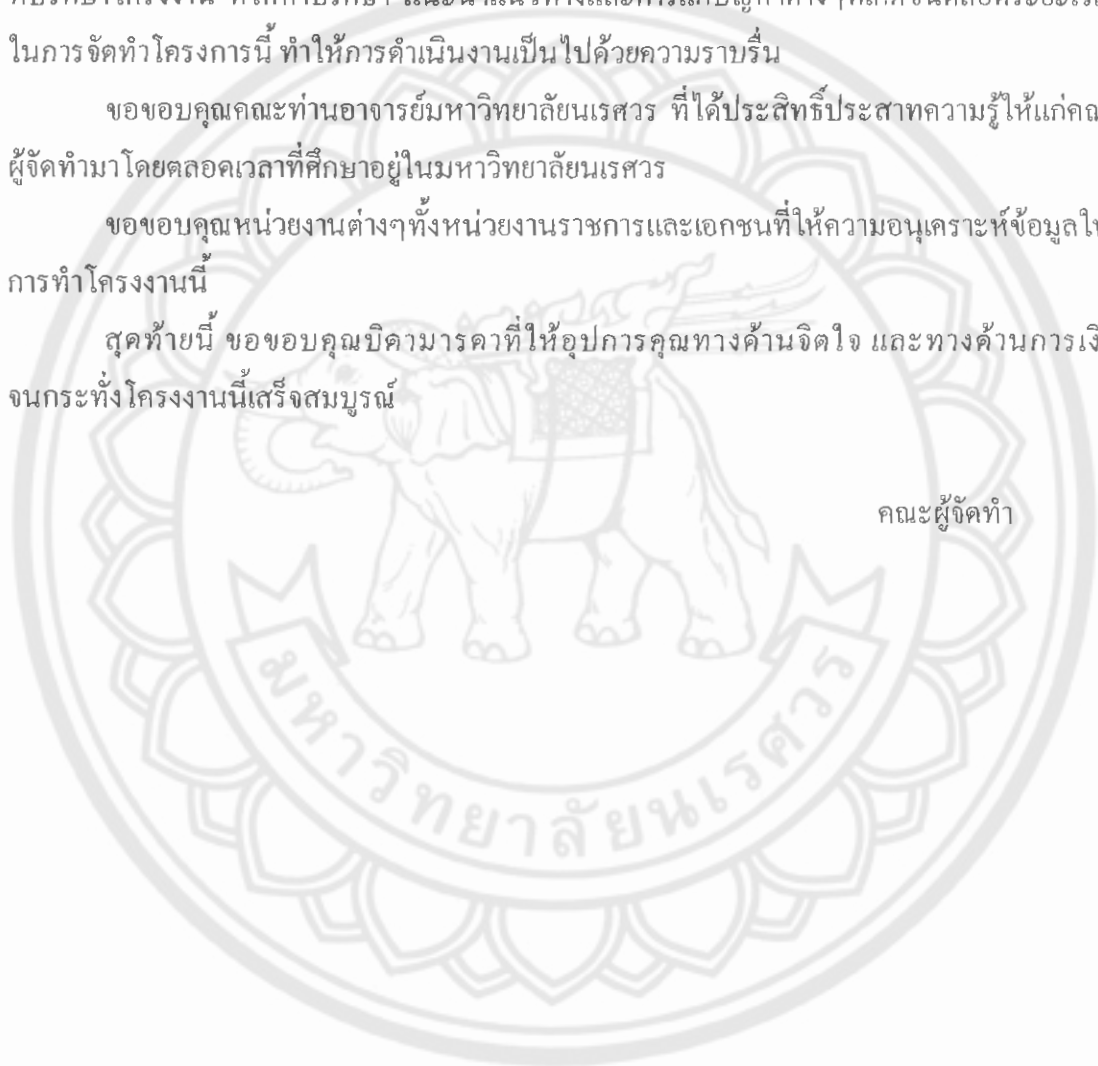 ในการจัดทำโครงการนี้ ทำให้การดำเนินงานเป็นไปด้วยความราบรื่น
ขอขอบคุณคณะท่านอาจารย์มหาวิทยาลัยนเรศวร ที่ได้ประสิทธิ์ประสาทความรู้ให้แก่คณ
ผู้จัดทำมาโดยตลอดเวลาที่ศึกษาอยู่ในมหาวิทยาลัยนเรศวร
ขอขอบคุณหน่วยงานต่างๆทั้งหน่วยงานราชการและเอกชนที่ให้ความอนุเคราะห์ข้อมูลใน
การทำโครงงานนี้
สุดท้ายนี้ ขอขอบคุณบิดามารดาที่ให้อุปการคุณทางด้านจิตใจ และทางด้านการเงิ
จนกระทั่งโครงงานนี้เสร็จสมบูรณ์
คณะผู้จัดทำ
มหาวิทยาลัยนเรศวร